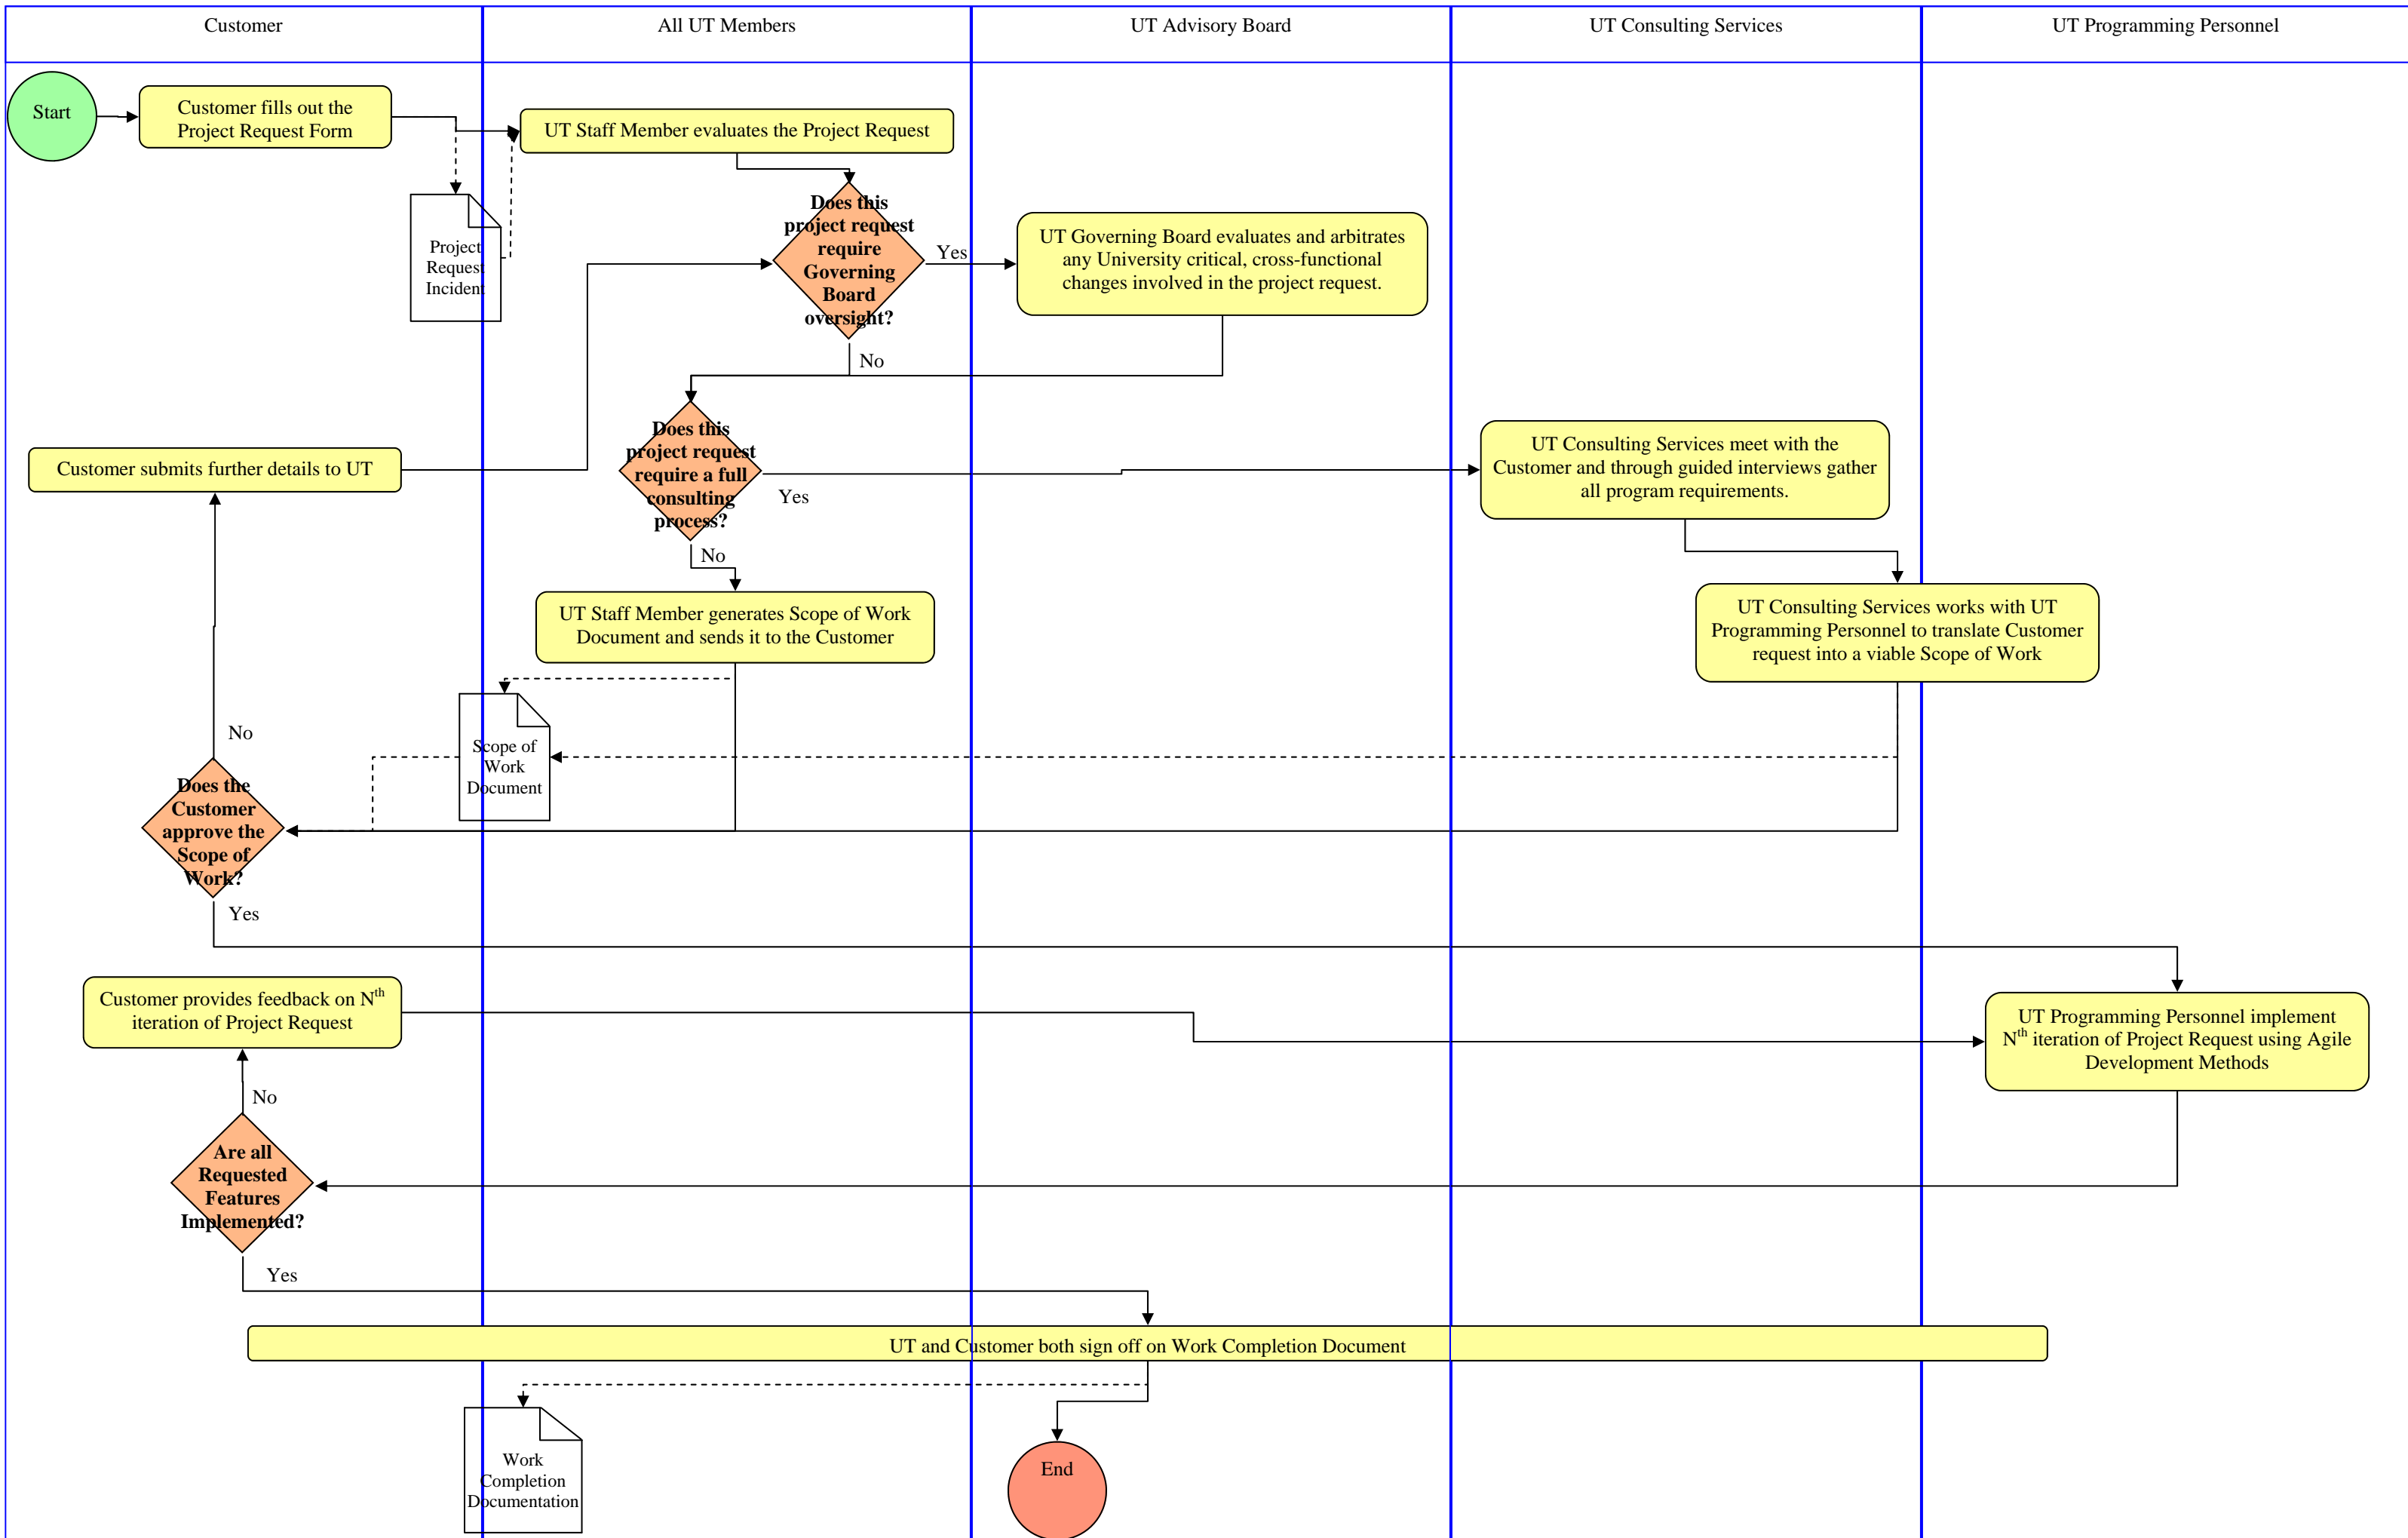 Customer
All UT Members
UT Advisory Board
UT Consulting Services
UT Programming Personnel
Start
Customer fills out the
Project Request Form
UT Staff Member evaluates the Project Request
Project
Request
Incident
Does this
project request
require
Governing
Board
oversight?
Yes
No
UT Governing Board evaluates and arbitrates
any University critical, cross-functional
changes involved in the project request.
Customer submits further details to UT
Does this
project request
require a full
consulting
process?
Yes
No
UT Consulting Services meet with the
Customer and through guided interviews gather
all program requirements.
UT Staff Member generates Scope of Work
Document and sends it to the Customer
UT Consulting Services works with UT
Programming Personnel to translate Customer
request into a viable Scope of Work
Scope of
Work
Document
No
Does the
Customer
approve the
Scope of
Work?
Yes
Customer provides feedback on Nth
iteration of Project Request
UT Programming Personnel implement
Nth iteration of Project Request using Agile
Development Methods
No
Are all
Requested
Features
Implemented?
Yes
UT and Customer both sign off on Work Completion Document
Work
Completion
Documentation
End